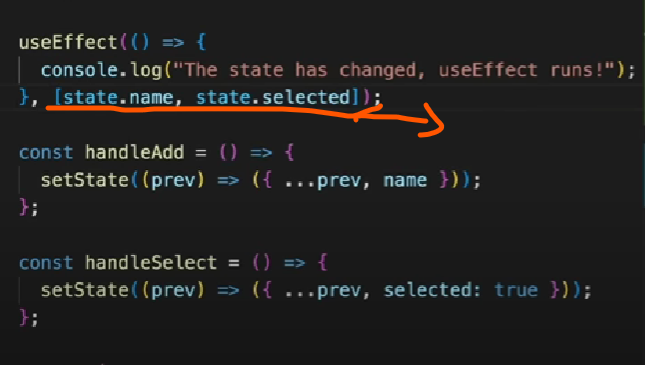 useEffect(() => {
console.log("The state has changed, useEffect runs!");
}, [state.name, state.selected]);
const handleAdd = () => {
setState((prev) => ({ ...prev, name }));
};
const handleSelect = () => {
setState((prev) => ({ ...prev, selected: true }));
};